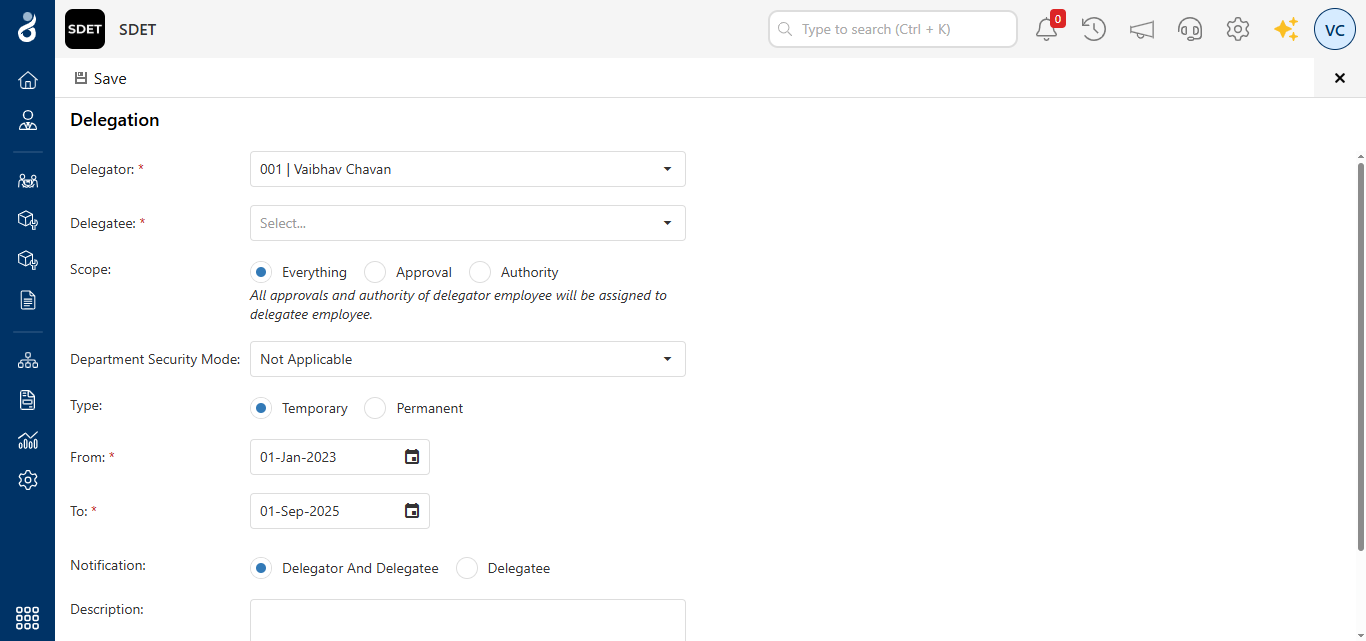 SDET SDET Type to search (Ctrl + K) 0 VC
Save
Delegation
Delegator: * 001 | Vaibhav Chavan
Delegatee: * Select...
Scope: Everything Approval Authority
All approvals and authority of delegator employee will be assigned to
delegatee employee.
Department Security Mode: Not Applicable
Type: Temporary Permanent
From: * 01-Jan-2023
To: * 01-Sep-2025
Notification: Delegator And Delegatee Delegatee
Description: